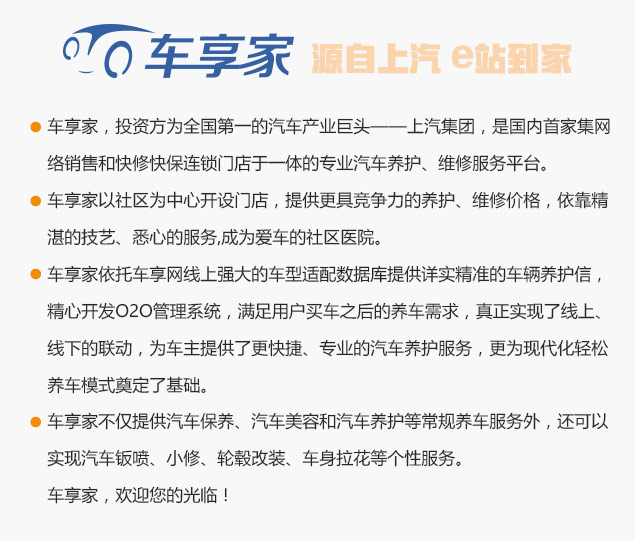 车享家 源自上汽 e站到家
车享家，投资方为全国第一的汽车产业巨头——上汽集团，是国内首家集网
络销售和快修快保连锁门店于一体的专业汽车养护、维修服务平台。
车享家以社区为中心开设门店，提供更具竞争力的养护、维修价格，依靠精
湛的技艺、悉心的服务,成为爱车的社区医院。
车享家依托车享网线上强大的车型适配数据库提供详实精准的车辆养护信，
精心开发O2O管理系统，满足用户买车之后的养车需求，真正实现了线上、
线下的联动，为车主提供了更快捷、专业的汽车养护服务，更为现代化轻松
养车模式奠定了基础。
车享家不仅提供汽车保养、汽车美容和汽车养护等常规养车服务外，还可以
实现汽车钣喷、小修、轮毂改装、车身拉花等个性服务。
车享家，欢迎您的光临！